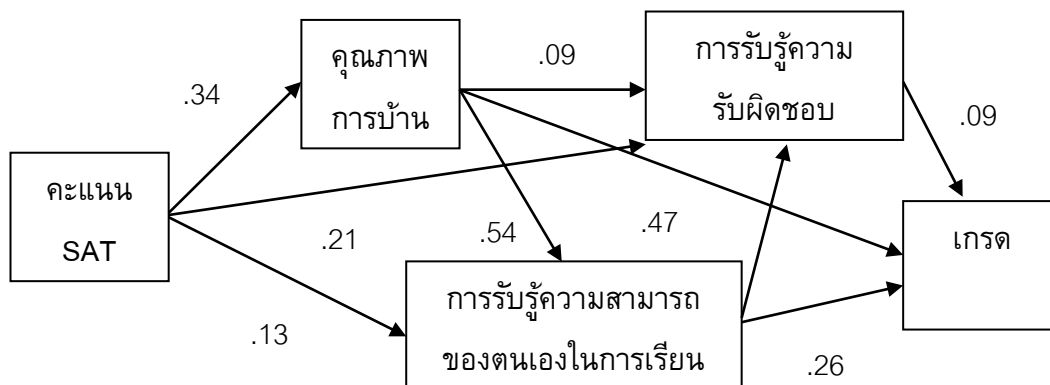 คุณภาพ
การบ้าน
.09
การรับรู้ความ
รับผิดชอบ
.34
.09
คะแนน
SAT
.21
.54
.47
เกรด
การรับรู้ความสามารถ
ของตนเองในการเรียน
.13
.26